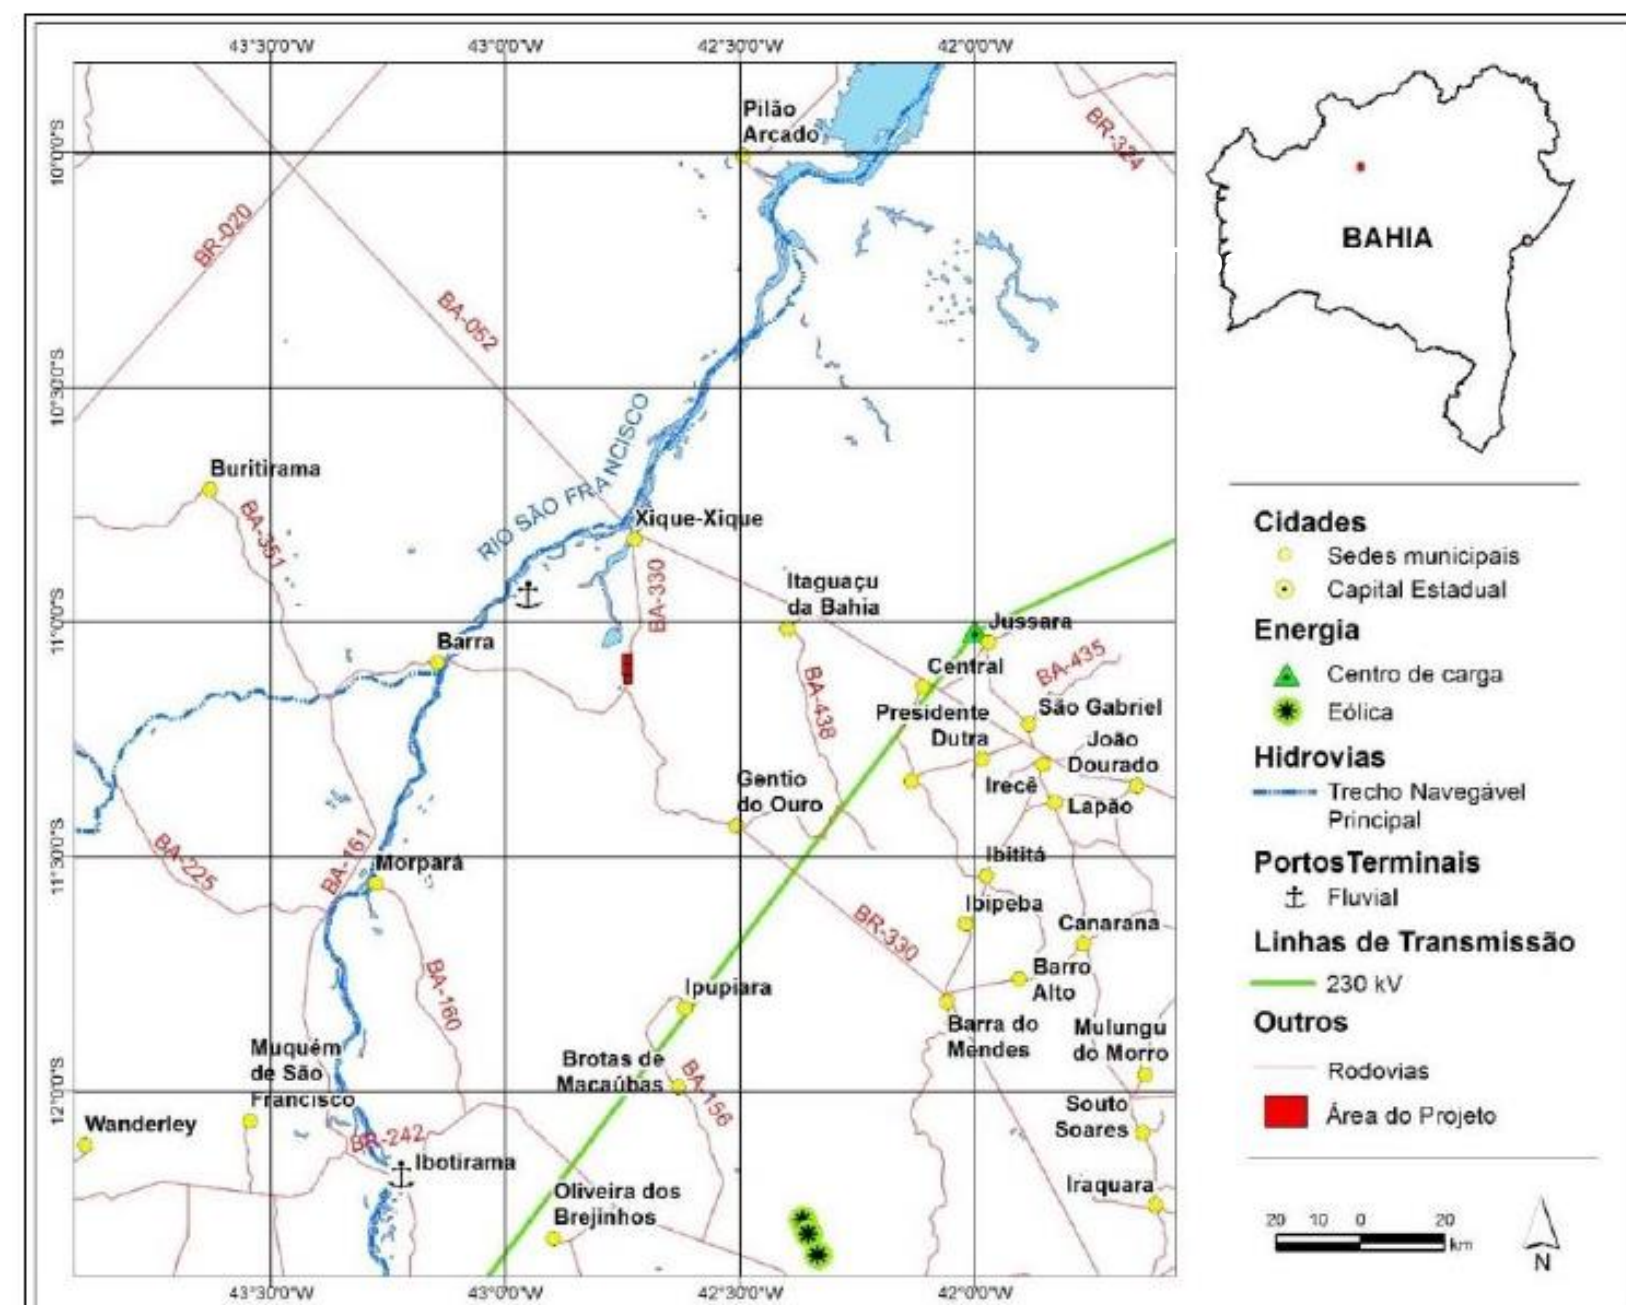 43°30'0"W 43°0'0"W 42°30'0"W 42°0'0"W
Pilão
Arcado
BR-324
10°0'0"S
BR-020
BA-052
BAHIA
10°30'0"S
RIO SÃO FRANCISCO
Buritirama
BA-351
Xique-Xique
BA-330
Itaguaçu
da Bahia
11°0'0"S
Jussara
Barra
Central
BA-435
BA-438
Presidente
Dutra
São Gabriel
João
Dourado
Irecê
Lapão
Gentio
do Ouro
BA-161
BA-225
11°30'0"S
Morpará
Ibititá
Ibipeba
Canarana
BR-330
BA-160
Barro
Alto
Ipupiara
Barra do
Mendes
Mulungu
do Morro
Muquém
de São
Francisco
Brotas de
Macaúbas
BA-156
12°0'0"S
Souto
Soares
Wanderley
BR-242
Ibotirama
Iraquara
Oliveira dos
Brejinhos
43°30'0"W 43°0'0"W 42°30'0"W 42°0'0"W
Cidades
Sedes municipais
Capital Estadual
Energia
Centro de carga
Eólica
Hidrovias
Trecho Navegável
Principal
PortosTerminais
Fluvial
Linhas de Transmissão
230 kV
Outros
Rodovias
Área do Projeto
20 10 0 20
km
N